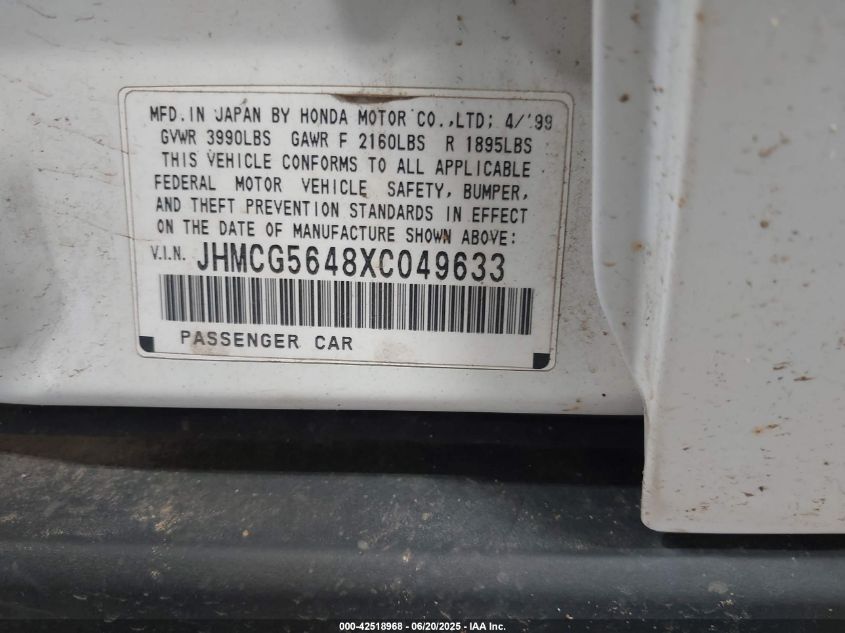 MFD. IN JAPAN BY HONDA MOTOR CO.,LTD; 4/'99
GVWR 3990LBS GAWR F 2160LBS R 1895LBS
THIS VEHICLE CONFORMS TO ALL APPLICABLE
FEDERAL MOTOR VEHICLE SAFETY, BUMPER,
AND THEFT PREVENTION STANDARDS IN EFFECT
ON THE DATE OF MANUFACTURE SHOWN ABOVE:
V.I.N. JHMCG5648XC049633
PASSENGER CAR
000-42518968 - 06/20/2025 - IAA Inc.